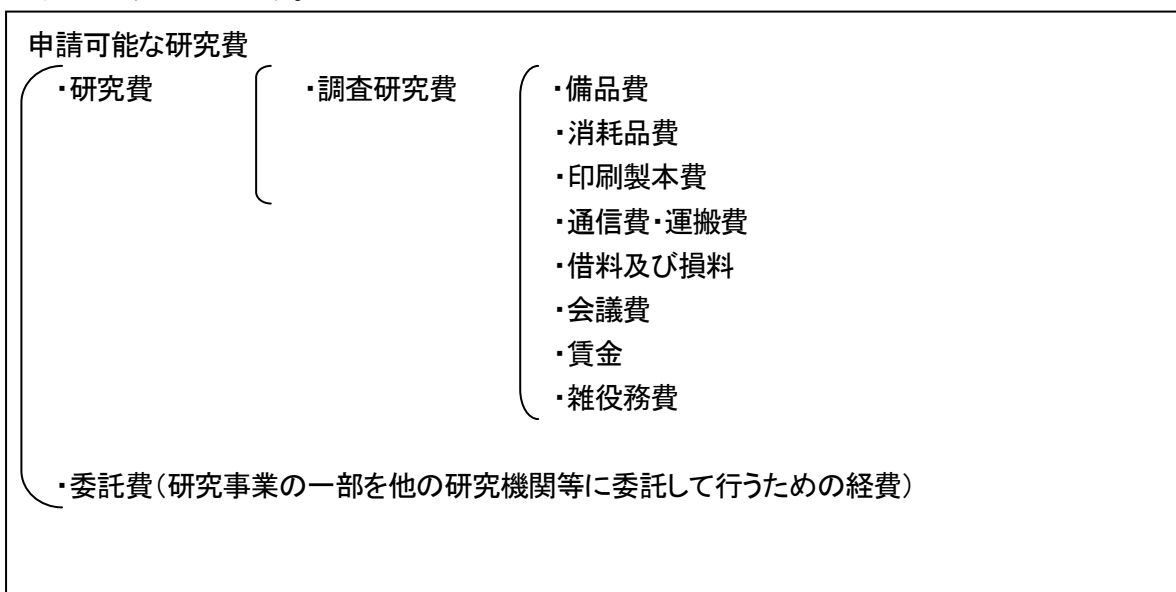 申請可能な研究費
・研究費 ・調査研究費 ・備品費
・消耗品費
・印刷製本費
・通信費・運搬費
・借料及び損料
・会議費
・賃金
・雑役務費
・委託費(研究事業の一部を他の研究機関等に委託して行うための経費)